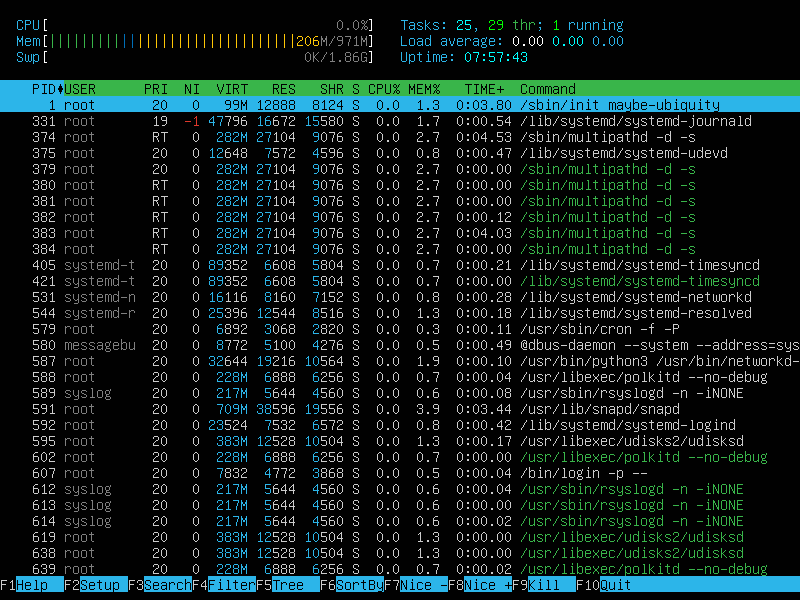 CPU[ 0.0%] Tasks: 25, 29 thr; 1 running
Mem[||||||||||||||||||||||||||||||206M/971M] Load average: 0.00 0.00 0.00
Swp[ 0K/1.86G] Uptime: 07:57:43
PID♦USER PRI NI VIRT RES SHR S CPU% MEM% TIME+ Command
1 root 20 0 99M 12888 8124 S 0.0 1.3 0:03.80 /sbin/init maybe-ubiquity
331 root 19 -1 47796 16672 15580 S 0.0 1.7 0:00.54 /lib/systemd/systemd-journald
374 root RT 0 282M 27104 9076 S 0.0 2.7 0:04.53 /sbin/multipathd -d -s
375 root 20 0 12648 7572 4596 S 0.0 0.8 0:00.47 /lib/systemd/systemd-udevd
379 root 20 0 282M 27104 9076 S 0.0 2.7 0:00.00 /sbin/multipathd -d -s
380 root RT 0 282M 27104 9076 S 0.0 2.7 0:00.00 /sbin/multipathd -d -s
381 root RT 0 282M 27104 9076 S 0.0 2.7 0:00.00 /sbin/multipathd -d -s
382 root RT 0 282M 27104 9076 S 0.0 2.7 0:00.12 /sbin/multipathd -d -s
383 root RT 0 282M 27104 9076 S 0.0 2.7 0:04.03 /sbin/multipathd -d -s
384 root RT 0 282M 27104 9076 S 0.0 2.7 0:00.00 /sbin/multipathd -d -s
405 systemd-t 20 0 89352 6608 5804 S 0.0 0.7 0:00.21 /lib/systemd/systemd-timesyncd
421 systemd-t 20 0 89352 6608 5804 S 0.0 0.7 0:00.00 /lib/systemd/systemd-timesyncd
531 systemd-n 20 0 16116 8160 7152 S 0.0 0.8 0:00.28 /lib/systemd/systemd-networkd
544 systemd-r 20 0 25396 12544 8516 S 0.0 1.3 0:00.18 /lib/systemd/systemd-resolved
579 root 20 0 6892 3068 2820 S 0.0 0.3 0:00.11 /usr/sbin/cron -f -P
580 messagebu 20 0 8772 5100 4276 S 0.0 0.5 0:00.49 @dbus-daemon --system --address=sys
587 root 20 0 32644 19216 10564 S 0.0 1.9 0:00.10 /usr/bin/python3 /usr/bin/networkd-
588 root 20 0 228M 6888 6256 S 0.0 0.7 0:00.04 /usr/libexec/polkitd --no-debug
589 syslog 20 0 217M 5644 4560 S 0.0 0.6 0:00.08 /usr/sbin/rsyslogd -n -iNONE
591 root 20 0 709M 38596 19556 S 0.0 3.9 0:03.44 /usr/lib/snapd/snapd
592 root 20 0 23524 7532 6572 S 0.0 0.8 0:00.42 /lib/systemd/systemd-logind
595 root 20 0 383M 12528 10504 S 0.0 1.3 0:00.17 /usr/libexec/udisks2/udisksd
602 root 20 0 228M 6888 6256 S 0.0 0.7 0:00.00 /usr/libexec/polkitd --no-debug
607 root 20 0 7832 4772 3868 S 0.0 0.5 0:00.04 /bin/login -p --
612 syslog 20 0 217M 5644 4560 S 0.0 0.6 0:00.04 /usr/sbin/rsyslogd -n -iNONE
613 syslog 20 0 217M 5644 4560 S 0.0 0.6 0:00.00 /usr/sbin/rsyslogd -n -iNONE
614 syslog 20 0 217M 5644 4560 S 0.0 0.6 0:00.02 /usr/sbin/rsyslogd -n -iNONE
619 root 20 0 383M 12528 10504 S 0.0 1.3 0:00.00 /usr/libexec/udisks2/udisksd
638 root 20 0 383M 12528 10504 S 0.0 1.3 0:00.00 /usr/libexec/udisks2/udisksd
639 root 20 0 228M 6888 6256 S 0.0 0.7 0:00.02 /usr/libexec/polkitd --no-debug
F1Help F2Setup F3SearchF4FilterF5Tree F6SortByF7Nice -F8Nice +F9Kill F10Quit